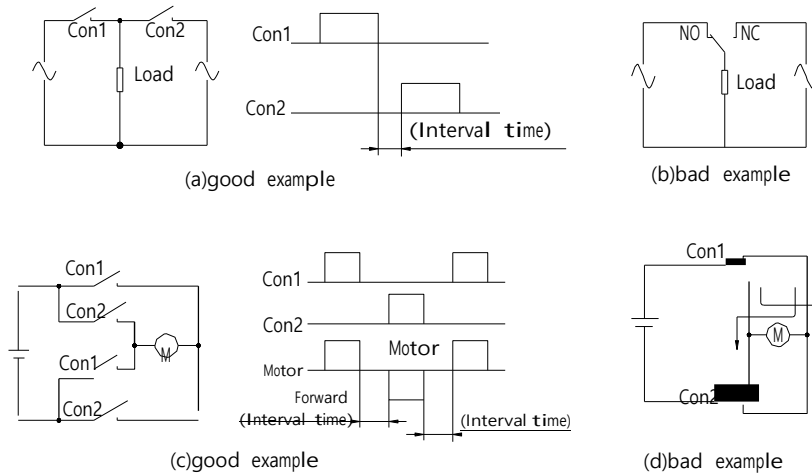 Con1 Con2
Load
Con1
Con2
(Interval time)
(a)good example
NO NC
Load
(b)bad example
Con1
Con2
Con1
Con2
M
(c)good example
Con1
Con2
Motor
Motor
Forward
(Interval time)
(Interval time)
Con1
M
Con2
(d)bad example